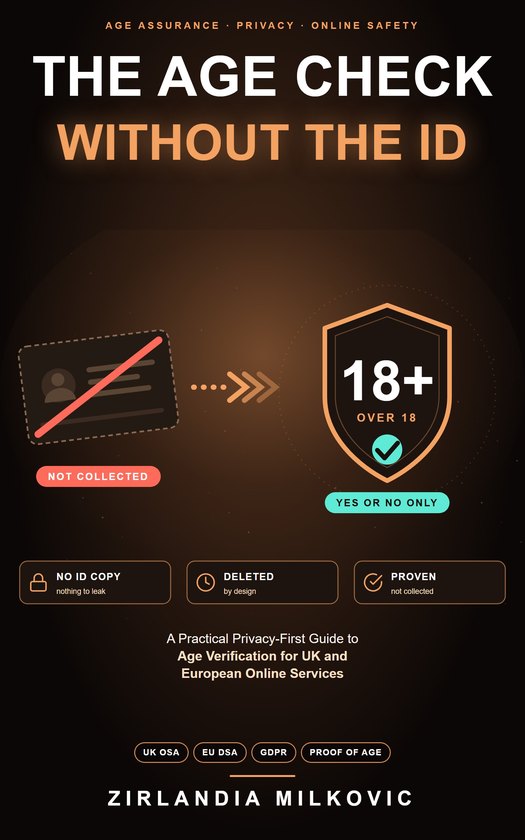 AGE ASSURANCE · PRIVACY · ONLINE SAFETY
THE AGE CHECK
WITHOUT THE ID
18+
OVER 18
NOT COLLECTED
YES OR NO ONLY
NO ID COPY
nothing to leak
DELETED
by design
PROVEN
not collected
A Practical Privacy-First Guide to
Age Verification for UK and
European Online Services
UK OSA
EU DSA
GDPR
PROOF OF AGE
ZIRLANDIA MILKOVIC